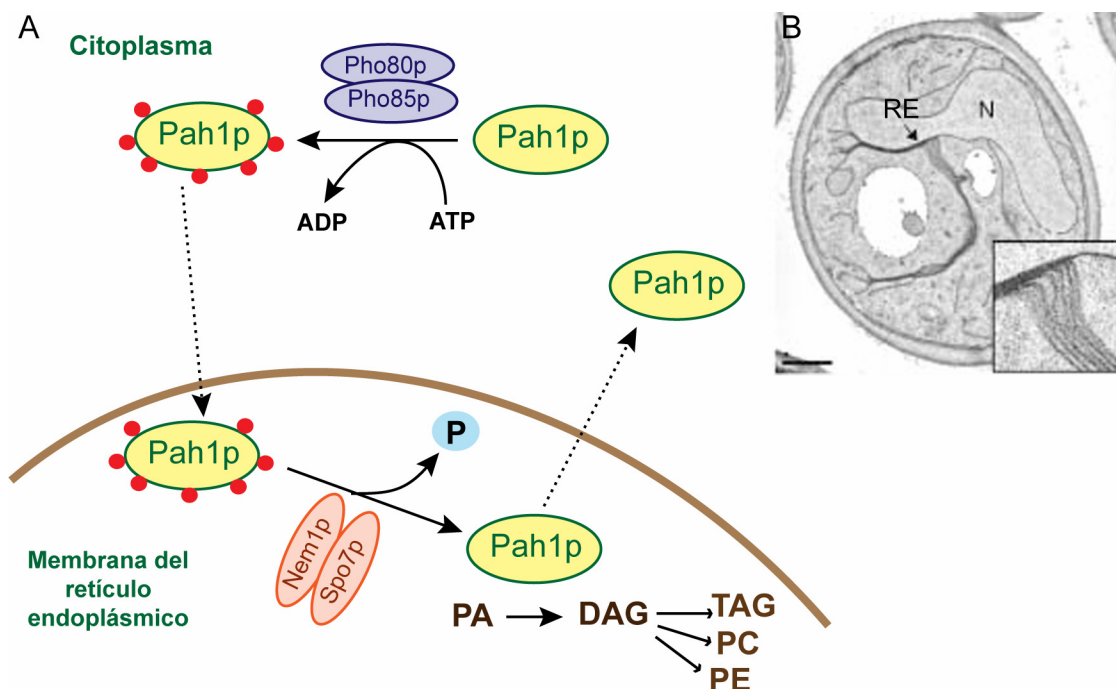 A
Citoplasma
Pho80p
Pho85p
Pah1p
Pah1p
ADP
ATP
Pah1p
Pah1p
P
Nem1p
Spo7p
Pah1p
Membrana del
retículo
endoplásmico
PA
DAG
TAG
PC
PE
B
RE
N